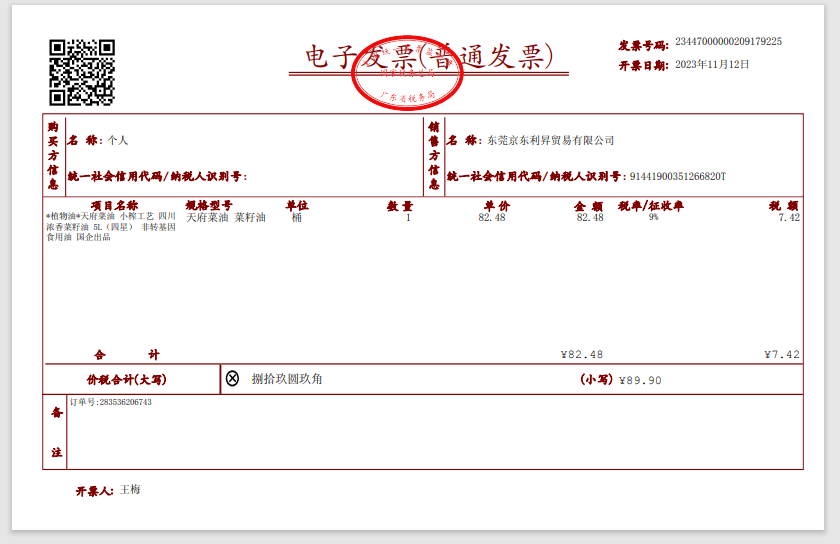 电子发票(普通发票)
国家税务总局
广东省税务局
发票号码: 23447000000209179225
开票日期: 2023年11月12日
购买方信息
名 称: 个人
统一社会信用代码/纳税人识别号:
销售方信息
名 称: 东莞京东利昇贸易有限公司
统一社会信用代码/纳税人识别号: 91441900351266820T
项目名称 规格型号 单位 数量 单价 金额 税率/征收率 税额
*植物油*天府菜油 小榨工艺 四川 天府菜油 菜籽油 桶 1 82.48 82.48 9% 7.42
浓香菜籽油 5L（四星） 非转基因
食用油 国企出品
合 计 ¥82.48 ¥7.42
价税合计(大写) ⊗ 捌拾玖圆玖角 (小写) ¥89.90
备注
订单号:283536206743
开票人: 王梅